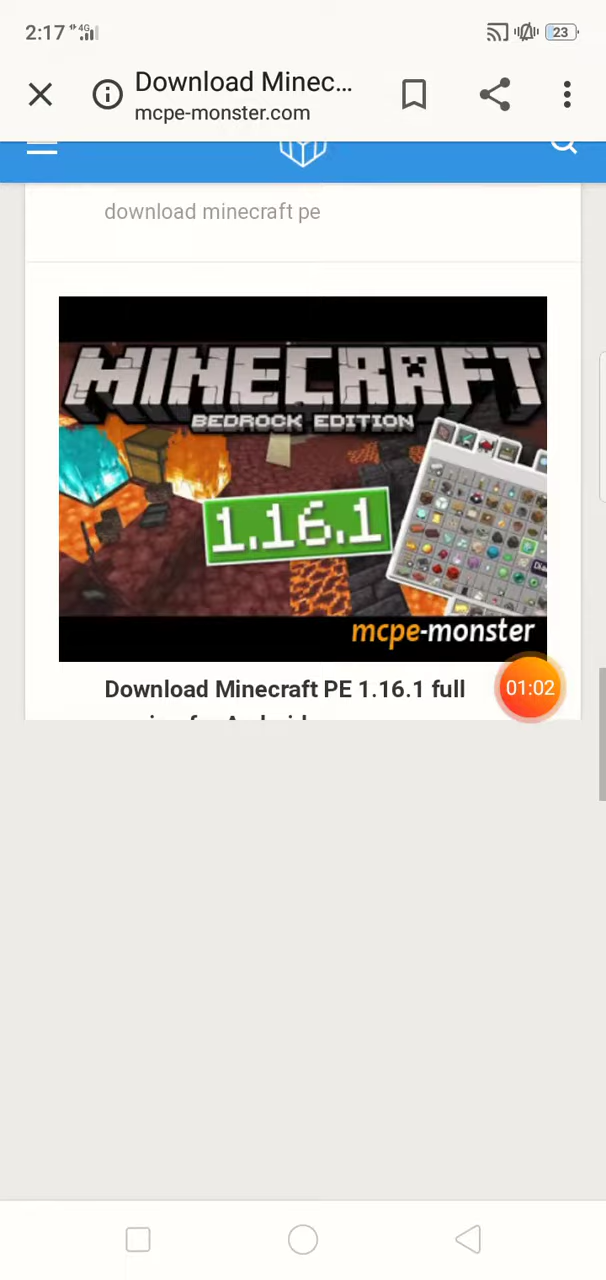 2:17 4G 23
Download Minec...
mcpe-monster.com
download minecraft pe
MINECRAFT
BEDROCK EDITION
1.16.1
mcpe-monster
Download Minecraft PE 1.16.1 full
01:02